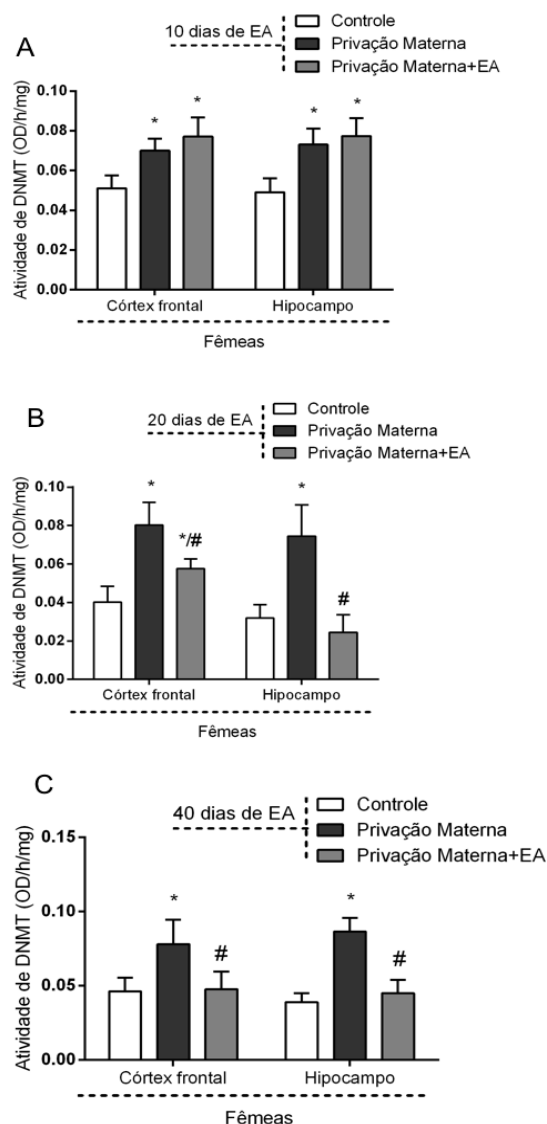 A
10 dias de EA
Controle
Privação Materna
Privação Materna+EA
Atividade de DNMT (OD/h/mg)
0.10
0.08
0.06
0.04
0.02
0.00
* * * *
Córtex frontal Hipocampo
Fêmeas
B
20 dias de EA
Controle
Privação Materna
Privação Materna+EA
Atividade de DNMT (OD/h/mg)
0.10
0.08
0.06
0.04
0.02
0.00
* */# * #
Córtex frontal Hipocampo
Fêmeas
C
40 dias de EA
Controle
Privação Materna
Privação Materna+EA
Atividade de DNMT (OD/h/mg)
0.15
0.10
0.05
0.00
* # * #
Córtex frontal Hipocampo
Fêmeas